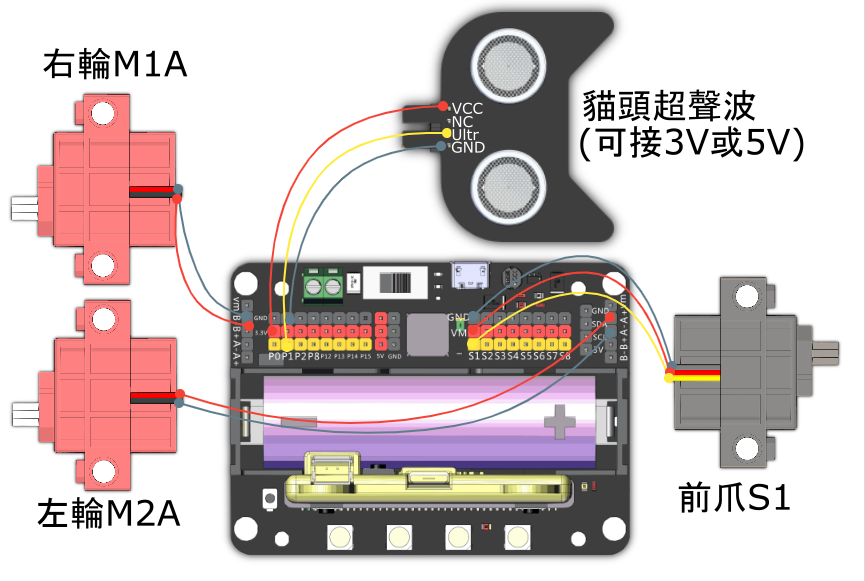 右輪M1A
貓頭超聲波
(可接3V或5V)
VCC
NC
Ultr
GND
GND
3.3V
P0 P1 P2 P8 P12 P13 P14 P15 5V GND
GND
VM
S1 S2 S3 S4 S5 S6 S7 S8
GND
SDA
SCL
左輪M2A
前爪S1